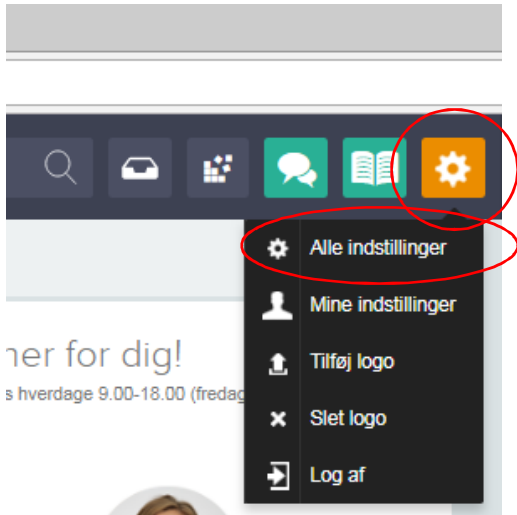 Alle indstillinger
Mine indstillinger
ner for dig!
Tilføj logo
s hverdage 9.00-18.00 (fredag
Slet logo
Log af